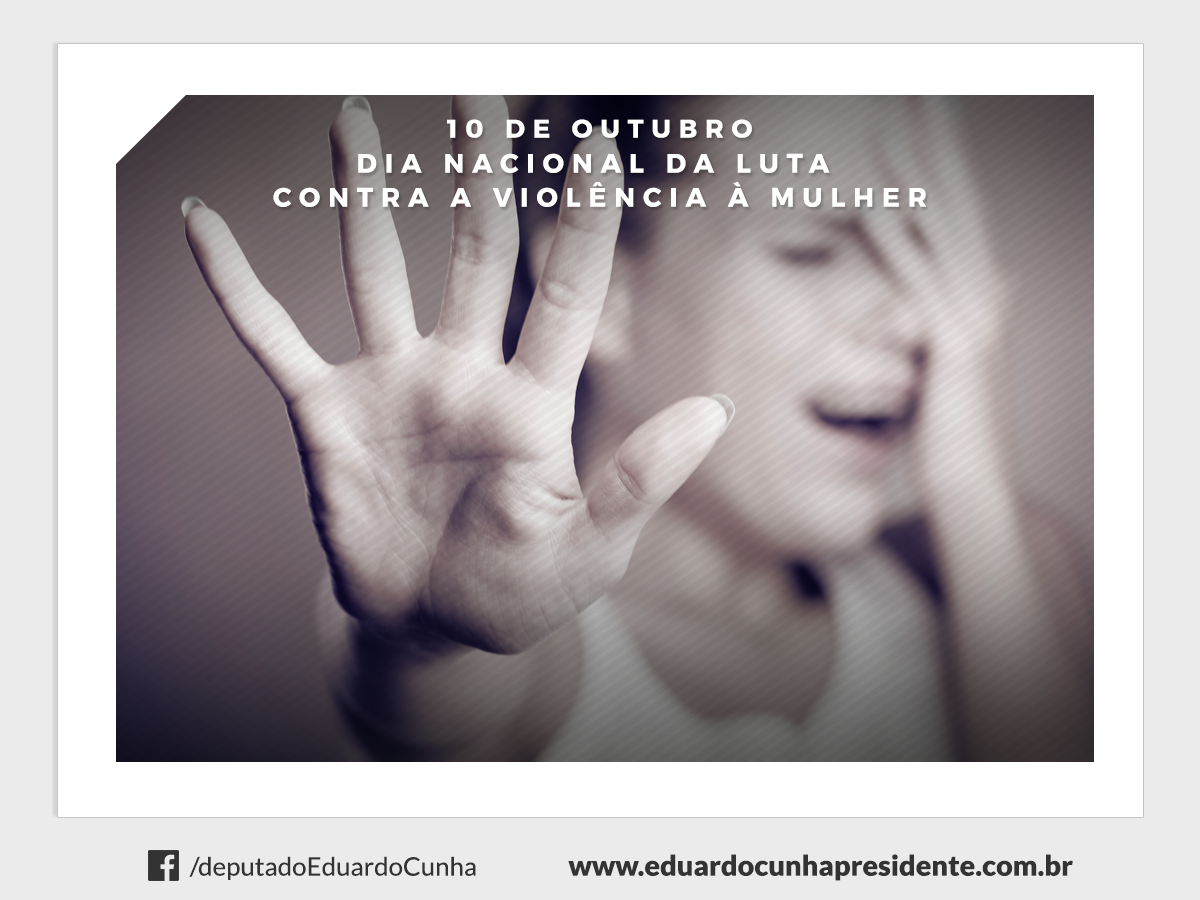 10 DE OUTUBRO
DIA NACIONAL DA LUTA
CONTRA A VIOLÊNCIA À MULHER
/deputadoEduardoCunha
www.eduardocunhapresidente.com.br